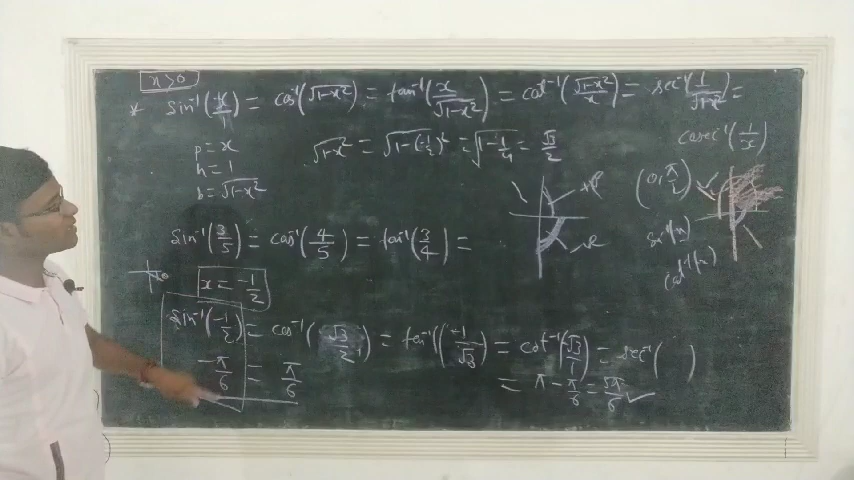 x>0
* sin⁻¹(x/1) = cos⁻¹(√1-x²) = tan⁻¹(x/√1-x²) = cot⁻¹(√1-x²/x) = sec⁻¹(1/√1-x²) =
cosec⁻¹(1/x)
p = x
h = 1
b = √1-x²
√1-x² = √1-(-1/2)² = √1-1/4 = √3/2
(0, π/2)
sin⁻¹(x)
cot⁻¹(x)
sin⁻¹(3/5) = cos⁻¹(4/5) = tan⁻¹(3/4) =
x = -1/2
sin⁻¹(-1/2) = cos⁻¹(√3/2) = tan⁻¹(-1/√3) = cot⁻¹(-√3/1) = sec⁻¹( )
-π/6 = π/6
= π - π/6 = 5π/6 ✓